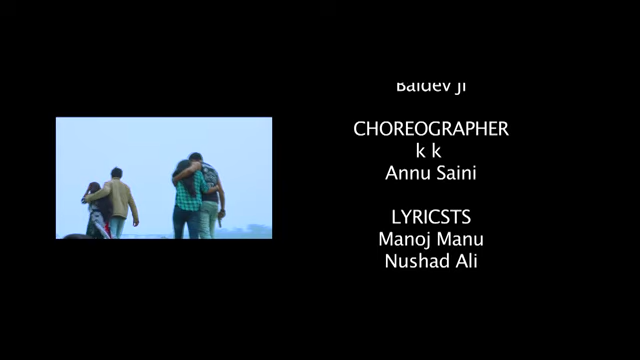 Baldev ji
CHOREOGRAPHER
k k
Annu Saini
LYRICSTS
Manoj Manu
Nushad Ali